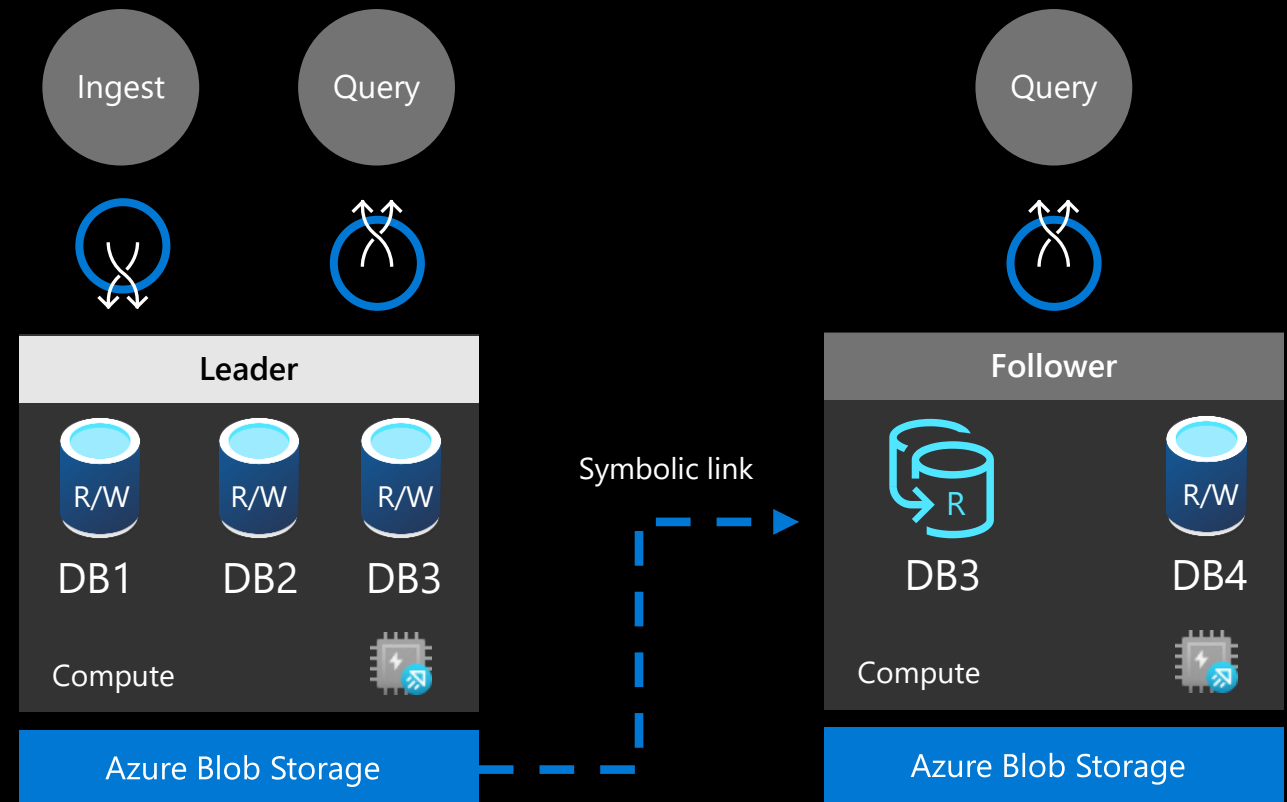 Ingest
Query
Query
Leader
Follower
R/W
R/W
R/W
R
R/W
Symbolic link
DB1
DB2
DB3
DB3
DB4
Compute
Compute
Azure Blob Storage
Azure Blob Storage